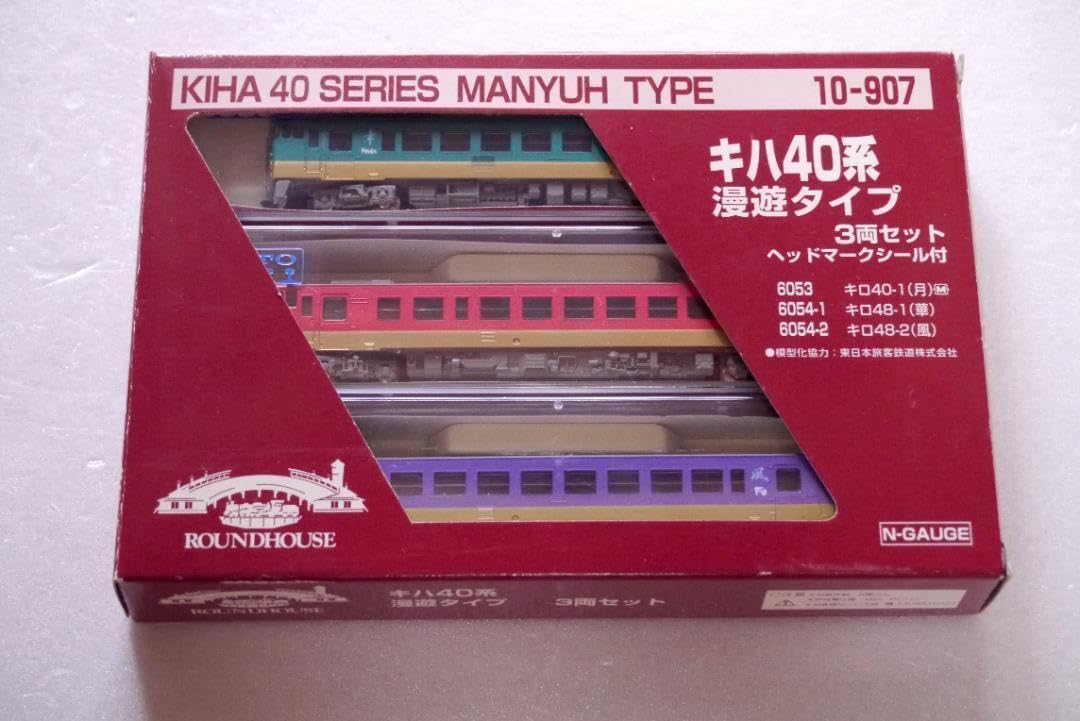 KIHA 40 SERIES MANYUH TYPE 10-907
キハ40系
漫遊タイプ
3両セット
ヘッドマークシール付
6053 キロ40-1(月)M
6054-1 キロ48-1(華)
6054-2 キロ48-2(風)
●模型化協力:東日本旅客鉄道株式会社
風
ROUNDHOUSE
N-GAUGE
キハ40系
漫遊タイプ 3両セット
ROUNDHOUSE